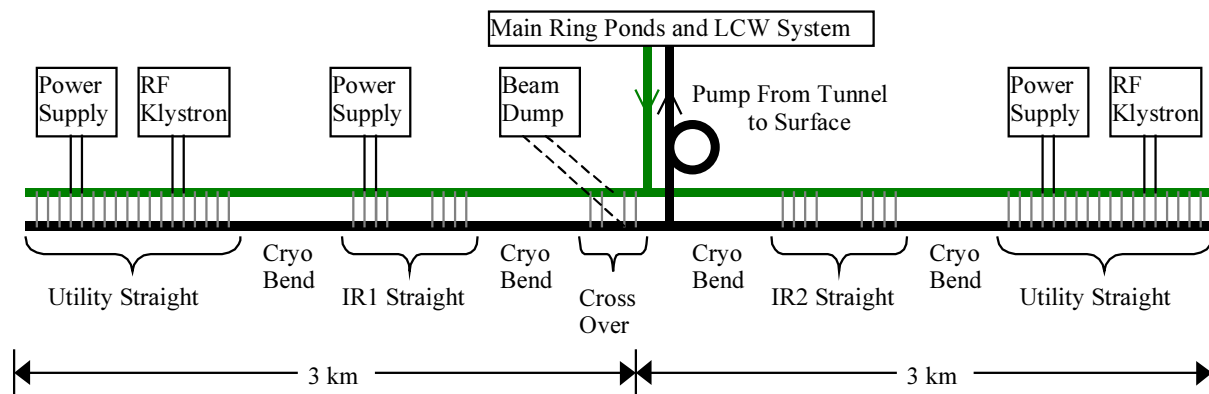 Main Ring Ponds and LCW System
Power
Supply
RF
Klystron
Power
Supply
Beam
Dump
Pump From Tunnel
to Surface
Power
Supply
RF
Klystron
Utility Straight
Cryo
Bend
IR1 Straight
Cryo
Bend
Cross
Over
Cryo
Bend
IR2 Straight
Cryo
Bend
Utility Straight
3 km
3 km